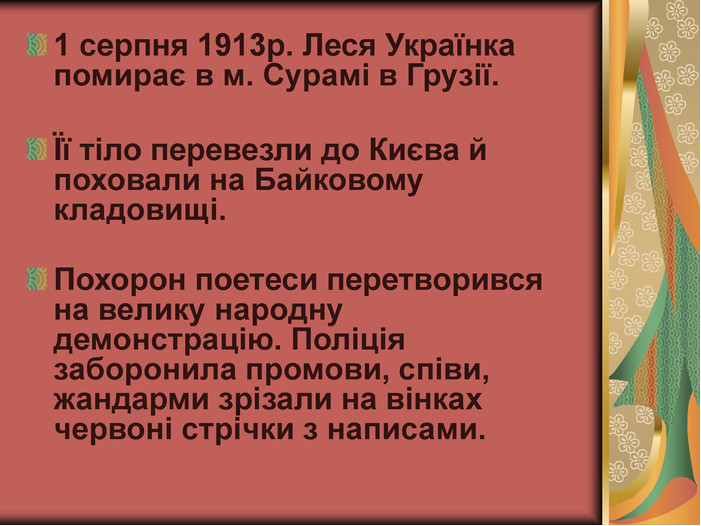 1 серпня 1913р. Леся Українка
помирає в м. Сурамі в Грузії.
Її тіло перевезли до Києва й
поховали на Байковому
кладовищі.
Похорон поетеси перетворився
на велику народну
демонстрацію. Поліція
заборонила промови, співи,
жандарми зрізали на вінках
червоні стрічки з написами.